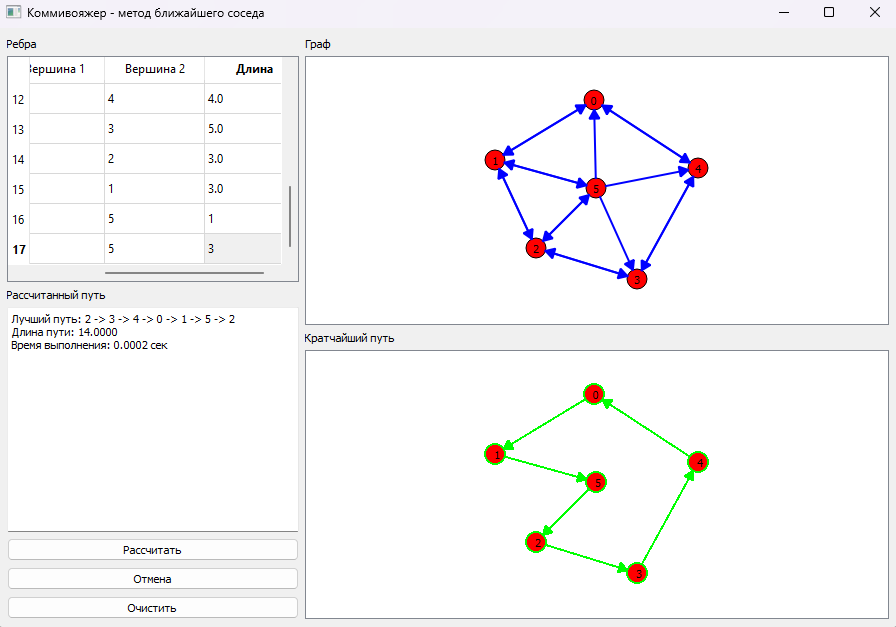 Коммивояжер - метод ближайшего соседа
Ребра
Вершина 1 Вершина 2 Длина
12 4 4.0
13 3 5.0
14 2 3.0
15 1 3.0
16 5 1
17 5 3
Рассчитанный путь
Лучший путь: 2 -> 3 -> 4 -> 0 -> 1 -> 5 -> 2
Длина пути: 14.0000
Время выполнения: 0.0002 сек
Рассчитать
Отмена
Очистить
Граф
0
1
4
5
2
3
Кратчайший путь
0
1
4
5
2
3